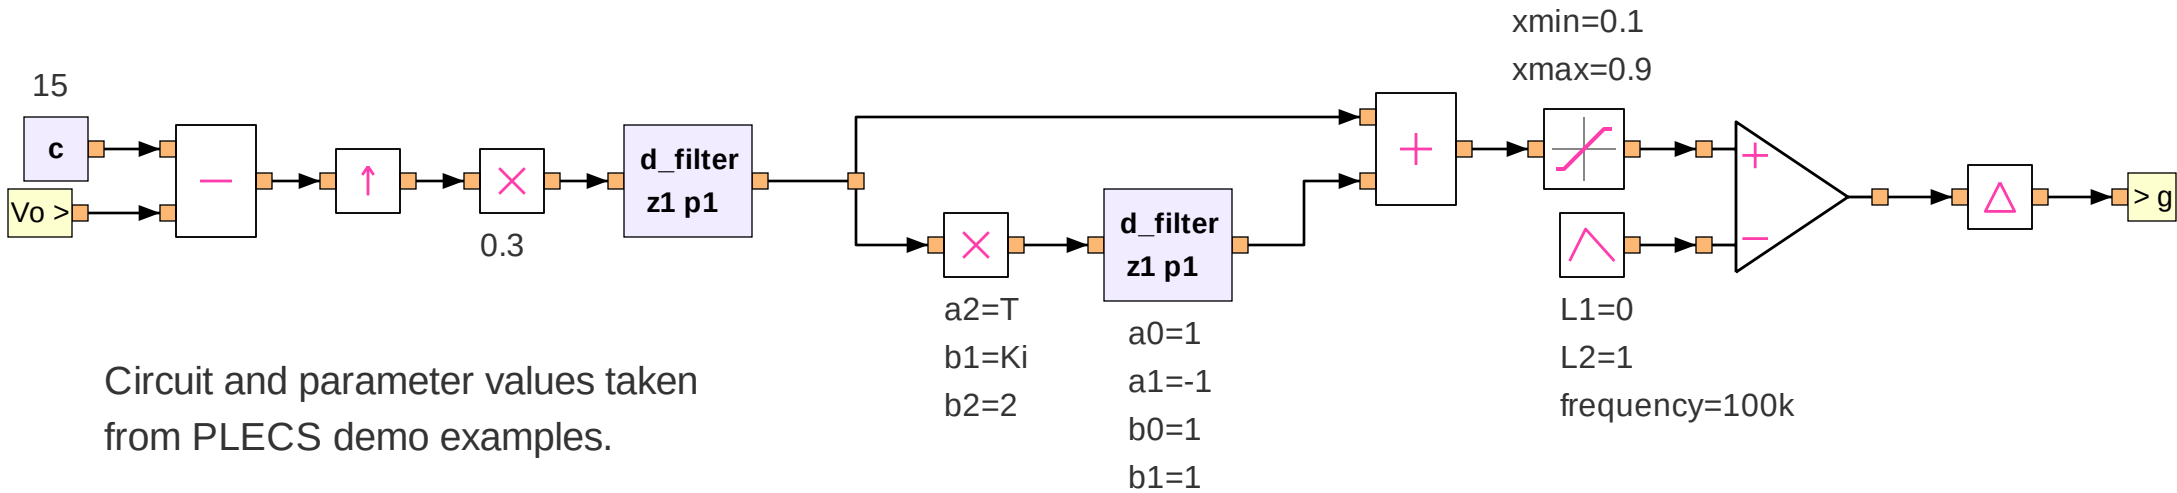 xmin=0.1
xmax=0.9
15
c
Vo >
0.3
d_filter
z1 p1
a2=T
b1=Ki
b2=2
d_filter
z1 p1
a0=1
a1=-1
b0=1
b1=1
L1=0
L2=1
frequency=100k
> g
Circuit and parameter values taken
from PLECS demo examples.